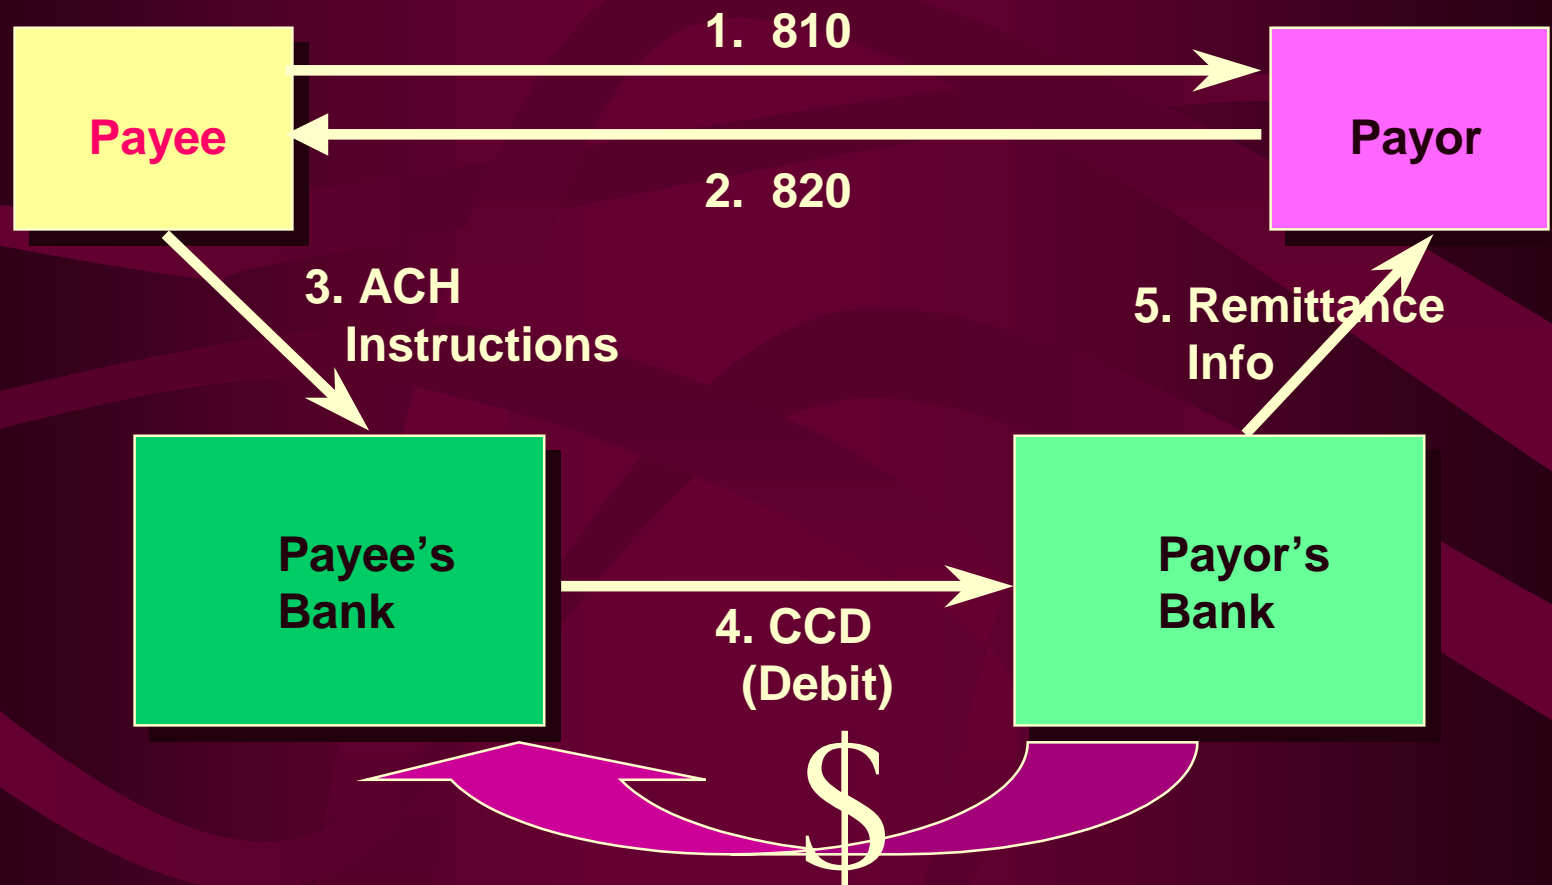 1. 810
Payee
Payor
2. 820
3. ACH
Instructions
5. Remittance
Info
Payee’s
Bank
Payor’s
Bank
4. CCD
(Debit)
$